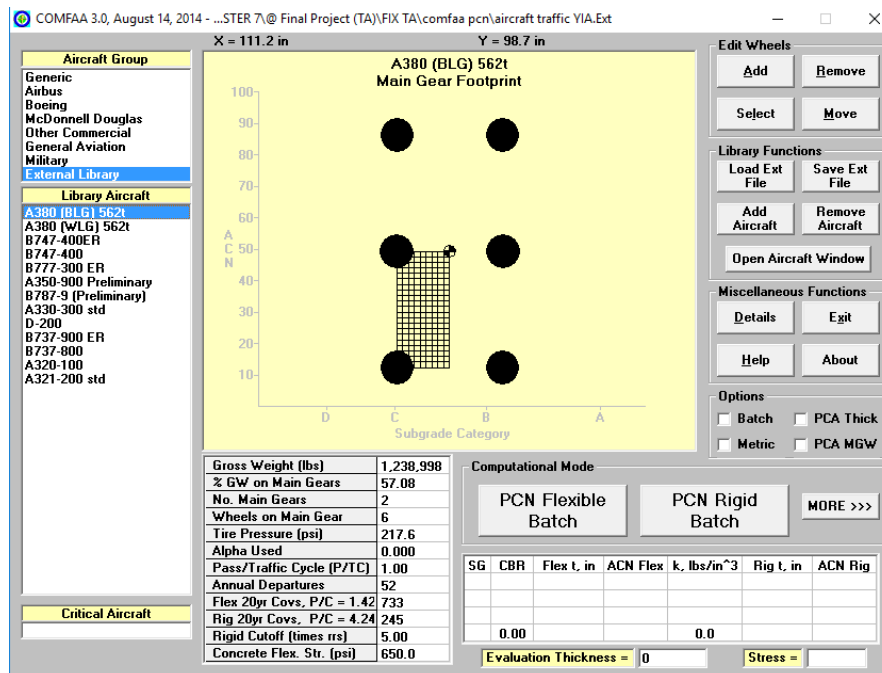 COMFAA 3.0, August 14, 2014 - ...STER 7\@ Final Project (TA)\FIX TA\comfaa pcn\aircraft traffic YIA.Ext
X = 111.2 in
Y = 98.7 in
Aircraft Group
Generic
Airbus
Boeing
McDonnell Douglas
Other Commercial
General Aviation
Military
External Library
Library Aircraft
A380 (BLG) 562t
A380 (WLG) 562t
B747-400ER
B747-400
B777-300 ER
A350-900 Preliminary
B787-9 (Preliminary)
A330-300 std
D-200
B737-900 ER
B737-800
A320-100
A321-200 std
Critical Aircraft
A380 (BLG) 562t
Main Gear Footprint
100
90
80
70
60
50
40
30
20
10
A
C
N
D C B A
Subgrade Category
Edit Wheels
Add Remove
Select Move
Library Functions
Load Ext File Save Ext File
Add Aircraft Remove Aircraft
Open Aircraft Window
Miscellaneous Functions
Details Exit
Help About
Options
Batch PCA Thick
Metric PCA MGW
Gross Weight (lbs) 1,238,998
% GW on Main Gears 57.08
No. Main Gears 2
Wheels on Main Gear 6
Tire Pressure (psi) 217.6
Alpha Used 0.000
Pass/Traffic Cycle (P/TC) 1.00
Annual Departures 52
Flex 20yr Covs, P/C = 1.42 733
Rig 20yr Covs, P/C = 4.24 245
Rigid Cutoff (times rrs) 5.00
Concrete Flex. Str. (psi) 650.0
Computational Mode
PCN Flexible Batch
PCN Rigid Batch
MORE >>>
SG CBR Flex t, in ACN Flex k, lbs/in^3 Rig t, in ACN Rig
0.00 0.0
Evaluation Thickness = 0 Stress =